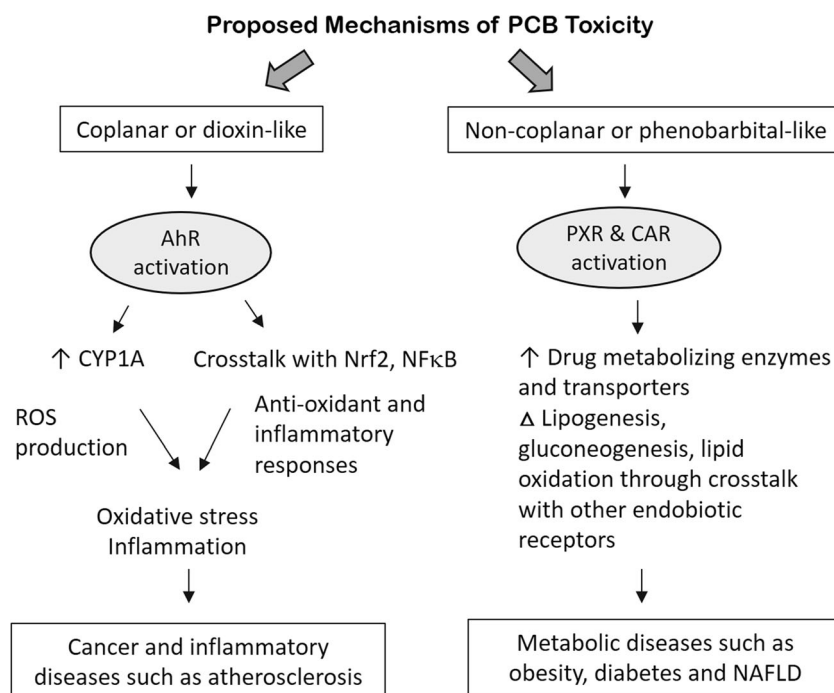 Proposed Mechanisms of PCB Toxicity
Coplanar or dioxin-like
AhR
activation
↑ CYP1A
Crosstalk with Nrf2, NFκB
ROS
production
Anti-oxidant and
inflammatory
responses
Oxidative stress
Inflammation
Cancer and inflammatory
diseases such as atherosclerosis
Non-coplanar or phenobarbital-like
PXR & CAR
activation
↑ Drug metabolizing enzymes
and transporters
Δ Lipogenesis,
gluconeogenesis, lipid
oxidation through crosstalk
with other endobiotic
receptors
Metabolic diseases such as
obesity, diabetes and NAFLD